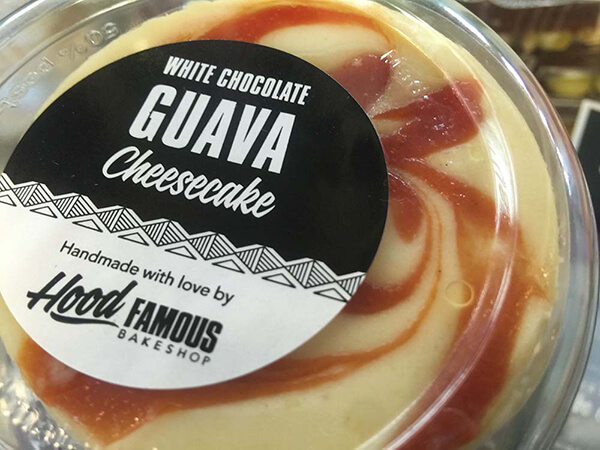 WHITE CHOCOLATE
GUAVA
Cheesecake
Handmade with love by
Hood FAMOUS
BAKESHOP